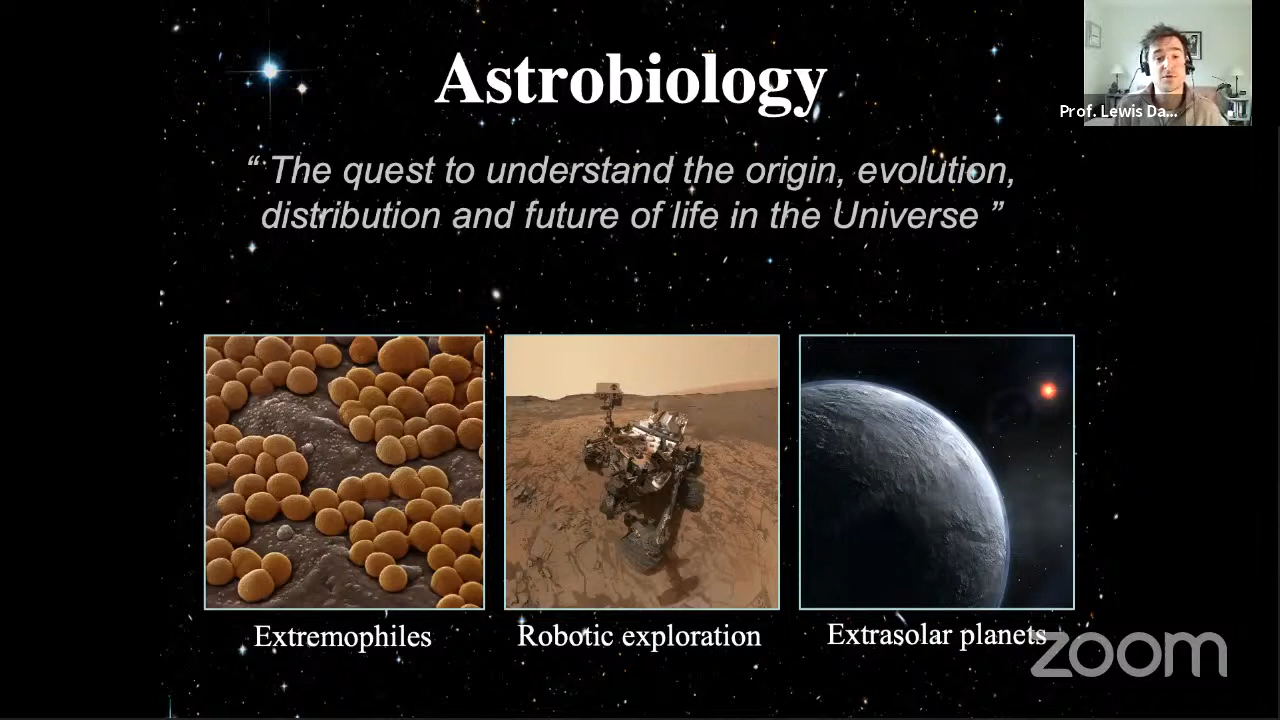 Astrobiology
Prof. Lewis Da...
“ The quest to understand the origin, evolution,
distribution and future of life in the Universe ”
Extremophiles
Robotic exploration
Extrasolar planets
zoom